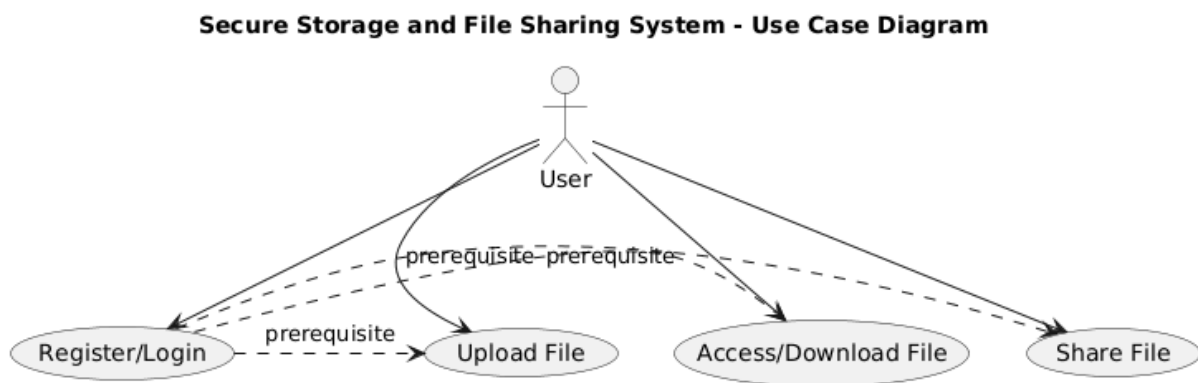 Secure Storage and File Sharing System - Use Case Diagram
User
prerequisite prerequisite
prerequisite
Register/Login
Upload File
Access/Download File
Share File